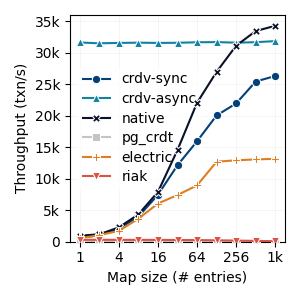 35k
30k
25k
20k
15k
10k
5k
0
Throughput (txn/s)
crdv-sync
crdv-async
native
pg_crdt
electric
riak
1 4 16 64 256 1k
Map size (# entries)